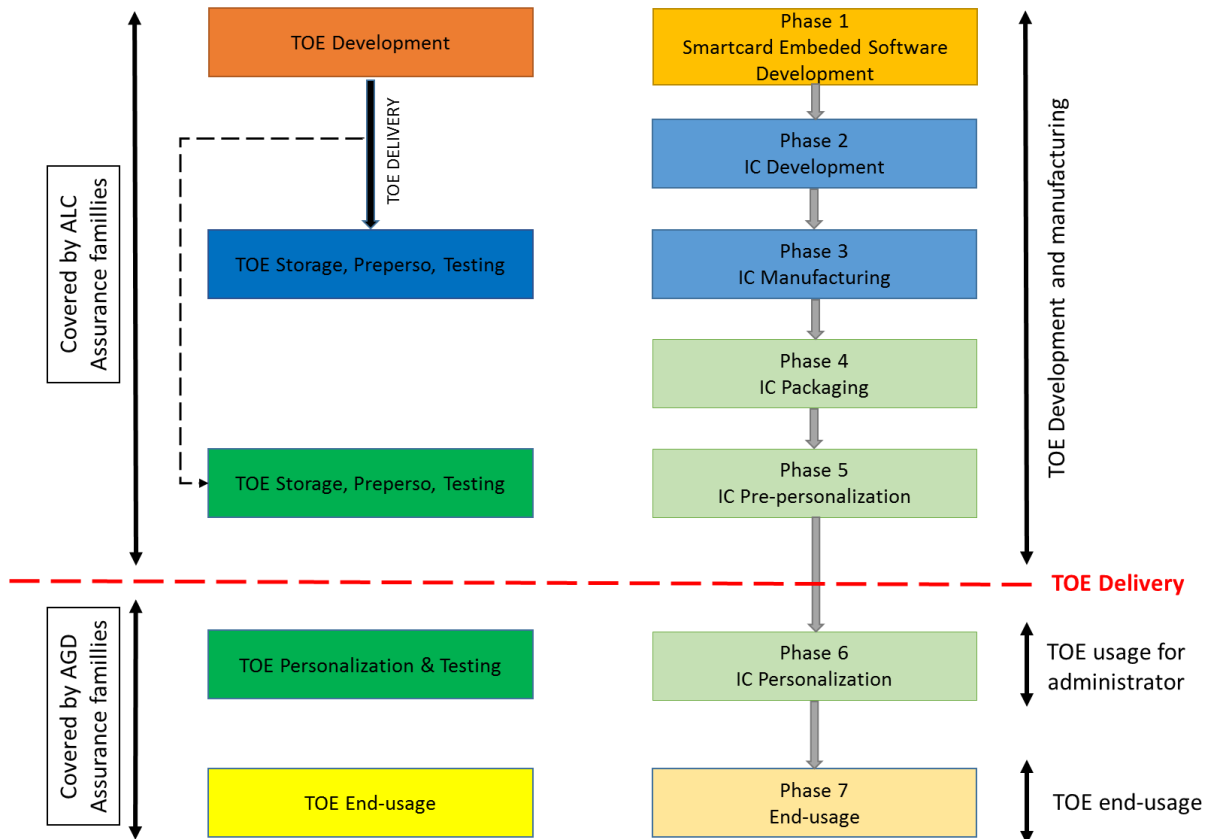 TOE Development
Phase 1
Smartcard Embeded Software
Development
TOE DELIVERY
Phase 2
IC Development
Covered by ALC
Assurance famillies
TOE Development and manufacturing
TOE Storage, Preperso, Testing
Phase 3
IC Manufacturing
Phase 4
IC Packaging
TOE Storage, Preperso, Testing
Phase 5
IC Pre-personalization
TOE Delivery
Covered by AGD
Assurance famillies
TOE Personalization & Testing
Phase 6
IC Personalization
TOE usage for
administrator
TOE End-usage
Phase 7
End-usage
TOE end-usage